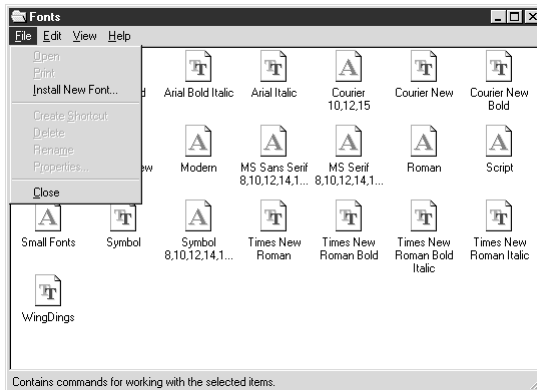 Fonts
File Edit View Help
Open
Print
Install New Font...
Create Shortcut
Delete
Rename
Properties...
Close
d Arial Bold Italic Arial Italic Courier Courier New Courier New
10,12,15 Bold
ew Modern MS Sans Serif MS Serif Roman Script
8,10,12,14,1... 8,10,12,14,1...
Small Fonts Symbol Symbol Times New Times New Times New Times New
8,10,12,14,1... Roman Roman Bold Roman Bold Roman Italic
Italic
WingDings
Contains commands for working with the selected items.